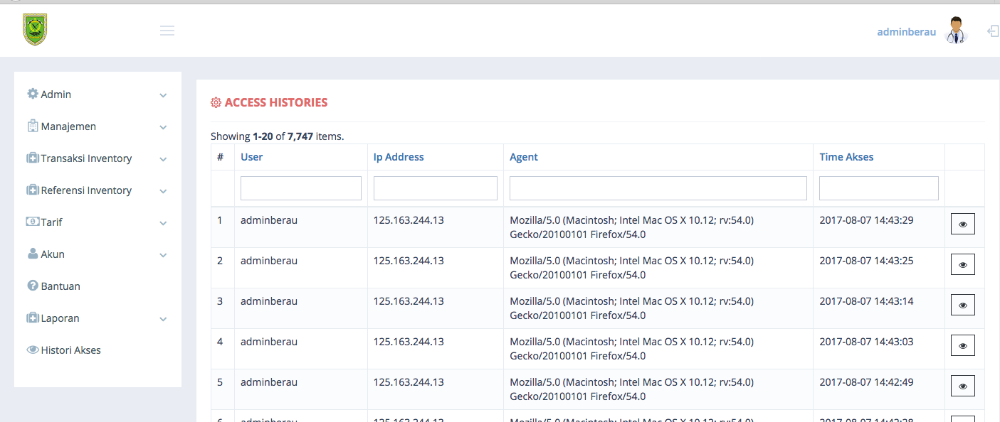 adminberau
Admin
Manajemen
Transaksi Inventory
Referensi Inventory
Tarif
Akun
Bantuan
Laporan
Histori Akses
ACCESS HISTORIES
Showing 1-20 of 7,747 items.
# User Ip Address Agent Time Akses
1 adminberau 125.163.244.13 Mozilla/5.0 (Macintosh; Intel Mac OS X 10.12; rv:54.0) 2017-08-07 14:43:29
Gecko/20100101 Firefox/54.0
2 adminberau 125.163.244.13 Mozilla/5.0 (Macintosh; Intel Mac OS X 10.12; rv:54.0) 2017-08-07 14:43:25
Gecko/20100101 Firefox/54.0
3 adminberau 125.163.244.13 Mozilla/5.0 (Macintosh; Intel Mac OS X 10.12; rv:54.0) 2017-08-07 14:43:14
Gecko/20100101 Firefox/54.0
4 adminberau 125.163.244.13 Mozilla/5.0 (Macintosh; Intel Mac OS X 10.12; rv:54.0) 2017-08-07 14:43:03
Gecko/20100101 Firefox/54.0
5 adminberau 125.163.244.13 Mozilla/5.0 (Macintosh; Intel Mac OS X 10.12; rv:54.0) 2017-08-07 14:42:49
Gecko/20100101 Firefox/54.0